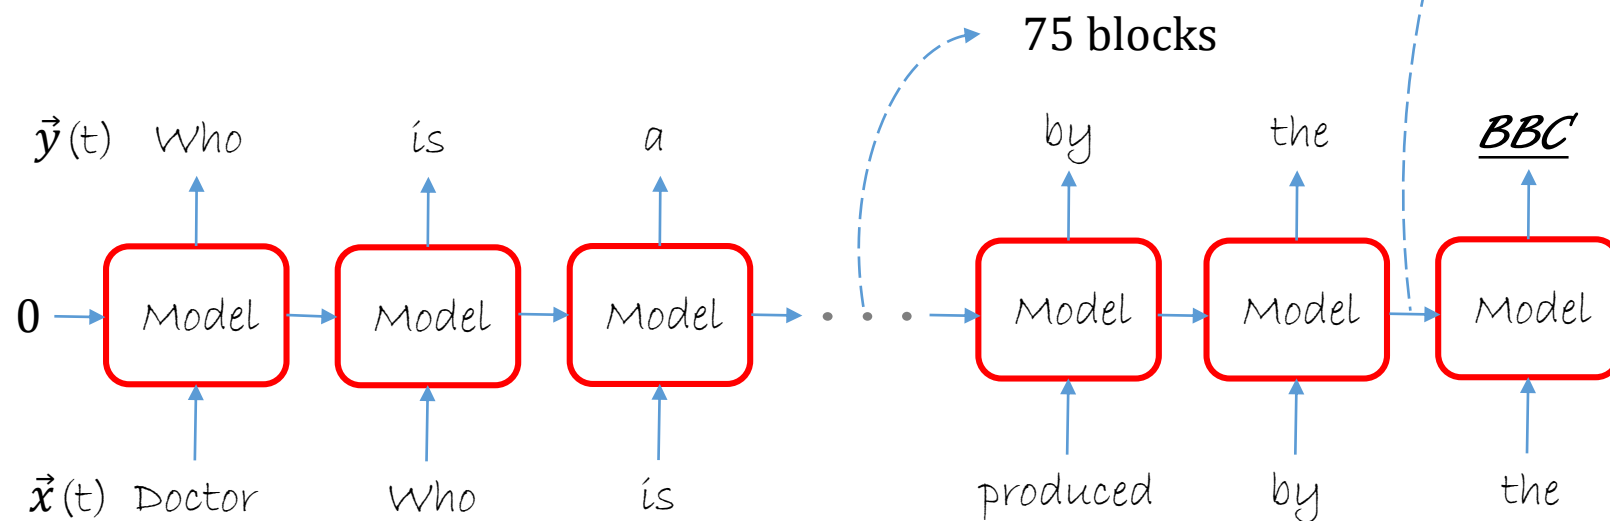 75 blocks
y⃗ (t) Who is a by the BBC
0 Model Model Model . . . Model Model Model
x⃗ (t) Doctor Who is produced by the